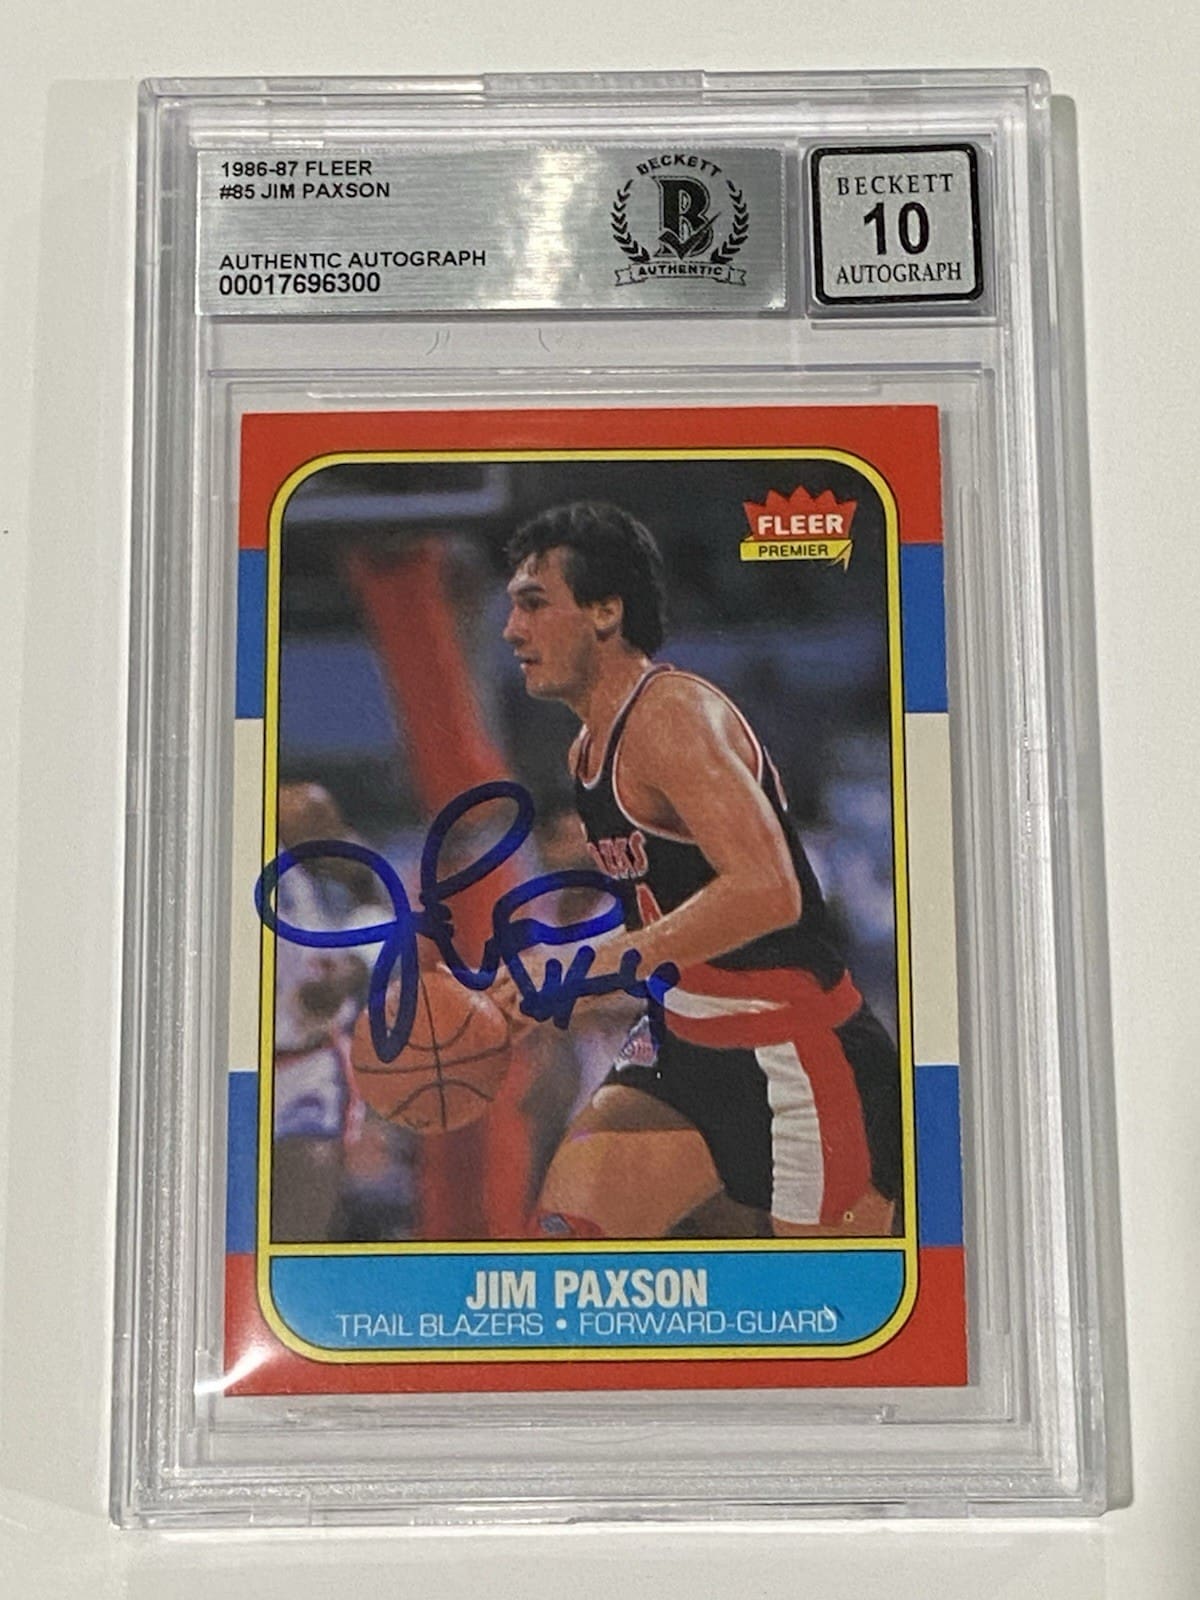 1986-87 FLEER
#85 JIM PAXSON
AUTHENTIC AUTOGRAPH
00017696300
BECKETT
B
AUTHENTIC
BECKETT
10
AUTOGRAPH
FLEER
PREMIER
#4
JIM PAXSON
TRAIL BLAZERS • FORWARD-GUARD